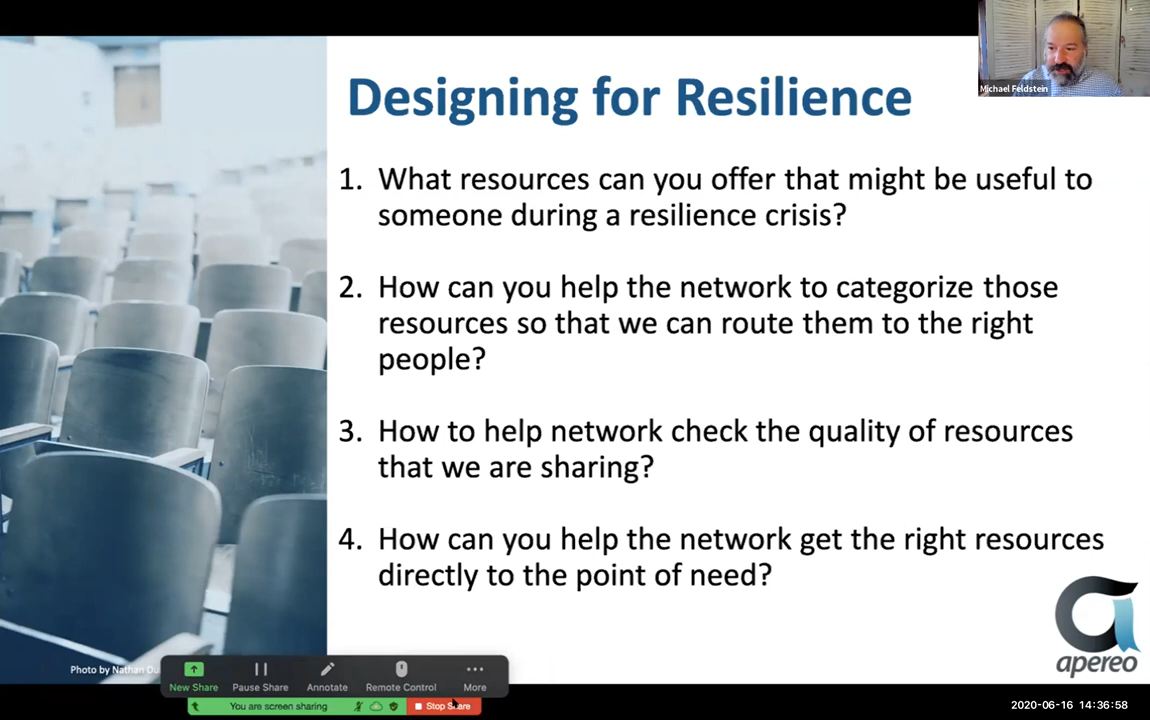 Designing for Resilience
Michael Feldstein
1. What resources can you offer that might be useful to
someone during a resilience crisis?
2. How can you help the network to categorize those
resources so that we can route them to the right
people?
3. How to help network check the quality of resources
that we are sharing?
4. How can you help the network get the right resources
directly to the point of need?
apereo
Photo by Nathan
New Share
Pause Share
Annotate
Remote Control
More
You are screen sharing
Stop Share
2020-06-16 14:36:58